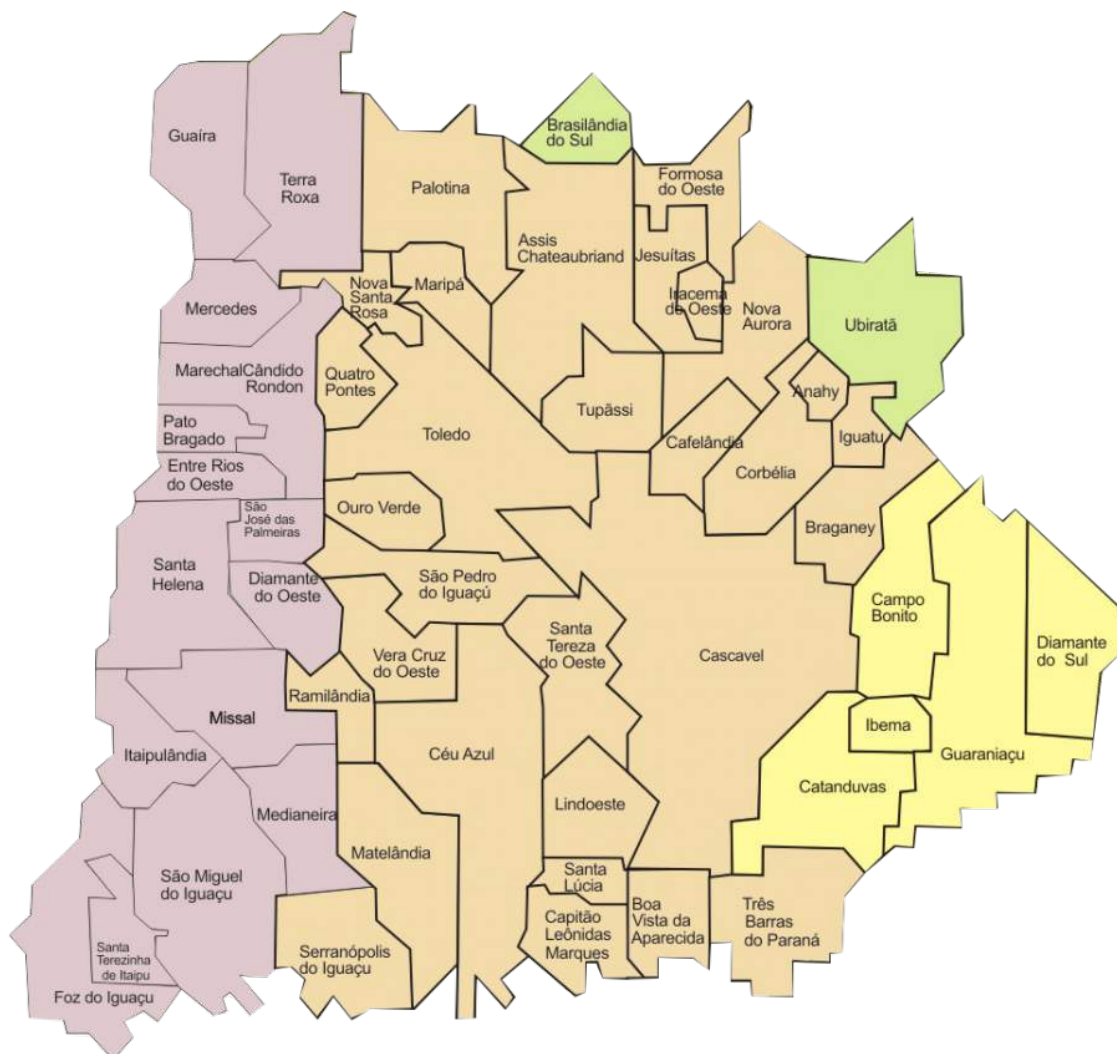 Guaíra
Terra
Roxa
Palotina
Brasilândia
do Sul
Formosa
do Oeste
Assis
Chateaubriand
Jesuítas
Iracema
do Oeste
Nova
Aurora
Ubiratã
Mercedes
Nova
Santa
Rosa
Maripá
MarechalCândido
Rondon
Quatro
Pontes
Anahy
Tupãssi
Pato
Bragado
Toledo
Cafelândia
Iguatu
Corbélia
Entre Rios
do Oeste
Ouro Verde
São
José das
Palmeiras
Braganey
Santa
Helena
Diamante
do Oeste
São Pedro
do Iguaçú
Campo
Bonito
Santa
Tereza
do Oeste
Vera Cruz
do Oeste
Cascavel
Diamante
do Sul
Ramilândia
Missal
Ibema
Itaipulândia
Céu Azul
Guaraniaçu
Catanduvas
Medianeira
Lindoeste
Matelândia
São Miguel
do Iguaçu
Santa
Lúcia
Boa
Vista da
Aparecida
Três
Barras
do Paraná
Capitão
Leônidas
Marques
Serranópolis
do Iguaçu
Santa
Terezinha
de Itaipu
Foz do Iguaçu